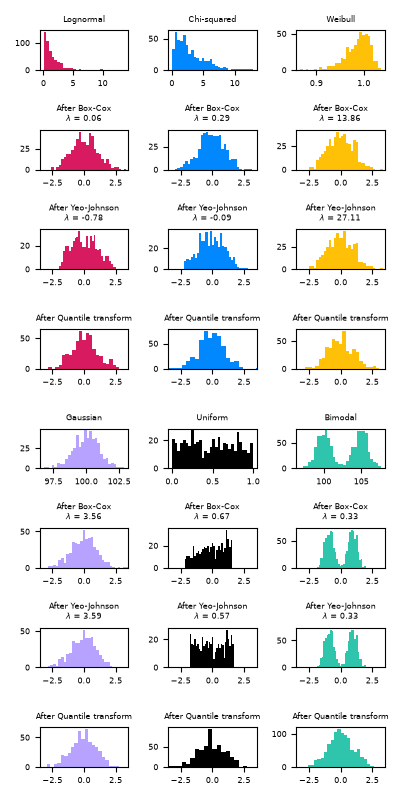 Lognormal Chi-squared Weibull
100 50 50
0 0 0
0 5 10 0 5 10 0.9 1.0
After Box-Cox After Box-Cox After Box-Cox
λ = 0.06 λ = 0.29 λ = 13.86
25 25 25
0 0 0
−2.5 0.0 2.5 −2.5 0.0 2.5 −2.5 0.0 2.5
After Yeo-Johnson After Yeo-Johnson After Yeo-Johnson
λ = -0.78 λ = -0.09 λ = 27.11
20 20 25
0 0 0
−2.5 0.0 2.5 −2.5 0.0 2.5 −2.5 0.0 2.5
After Quantile transform After Quantile transform After Quantile transform
50 50 50
0 0 0
−2.5 0.0 2.5 −2.5 0.0 2.5 −2.5 0.0 2.5
Gaussian Uniform Bimodal
25 20 50
0 0 0
97.5 100.0 102.5 0.0 0.5 1.0 100 105
After Box-Cox After Box-Cox After Box-Cox
λ = 3.56 λ = 0.67 λ = 0.33
50 20 50
0 0 0
−2.5 0.0 2.5 −2.5 0.0 2.5 −2.5 0.0 2.5
After Yeo-Johnson After Yeo-Johnson After Yeo-Johnson
λ = 3.59 λ = 0.57 λ = 0.33
50 20 50
0 0 0
−2.5 0.0 2.5 −2.5 0.0 2.5 −2.5 0.0 2.5
After Quantile transform After Quantile transform After Quantile transform
50 50 100
0 0 0
−2.5 0.0 2.5 −2.5 0.0 2.5 −2.5 0.0 2.5